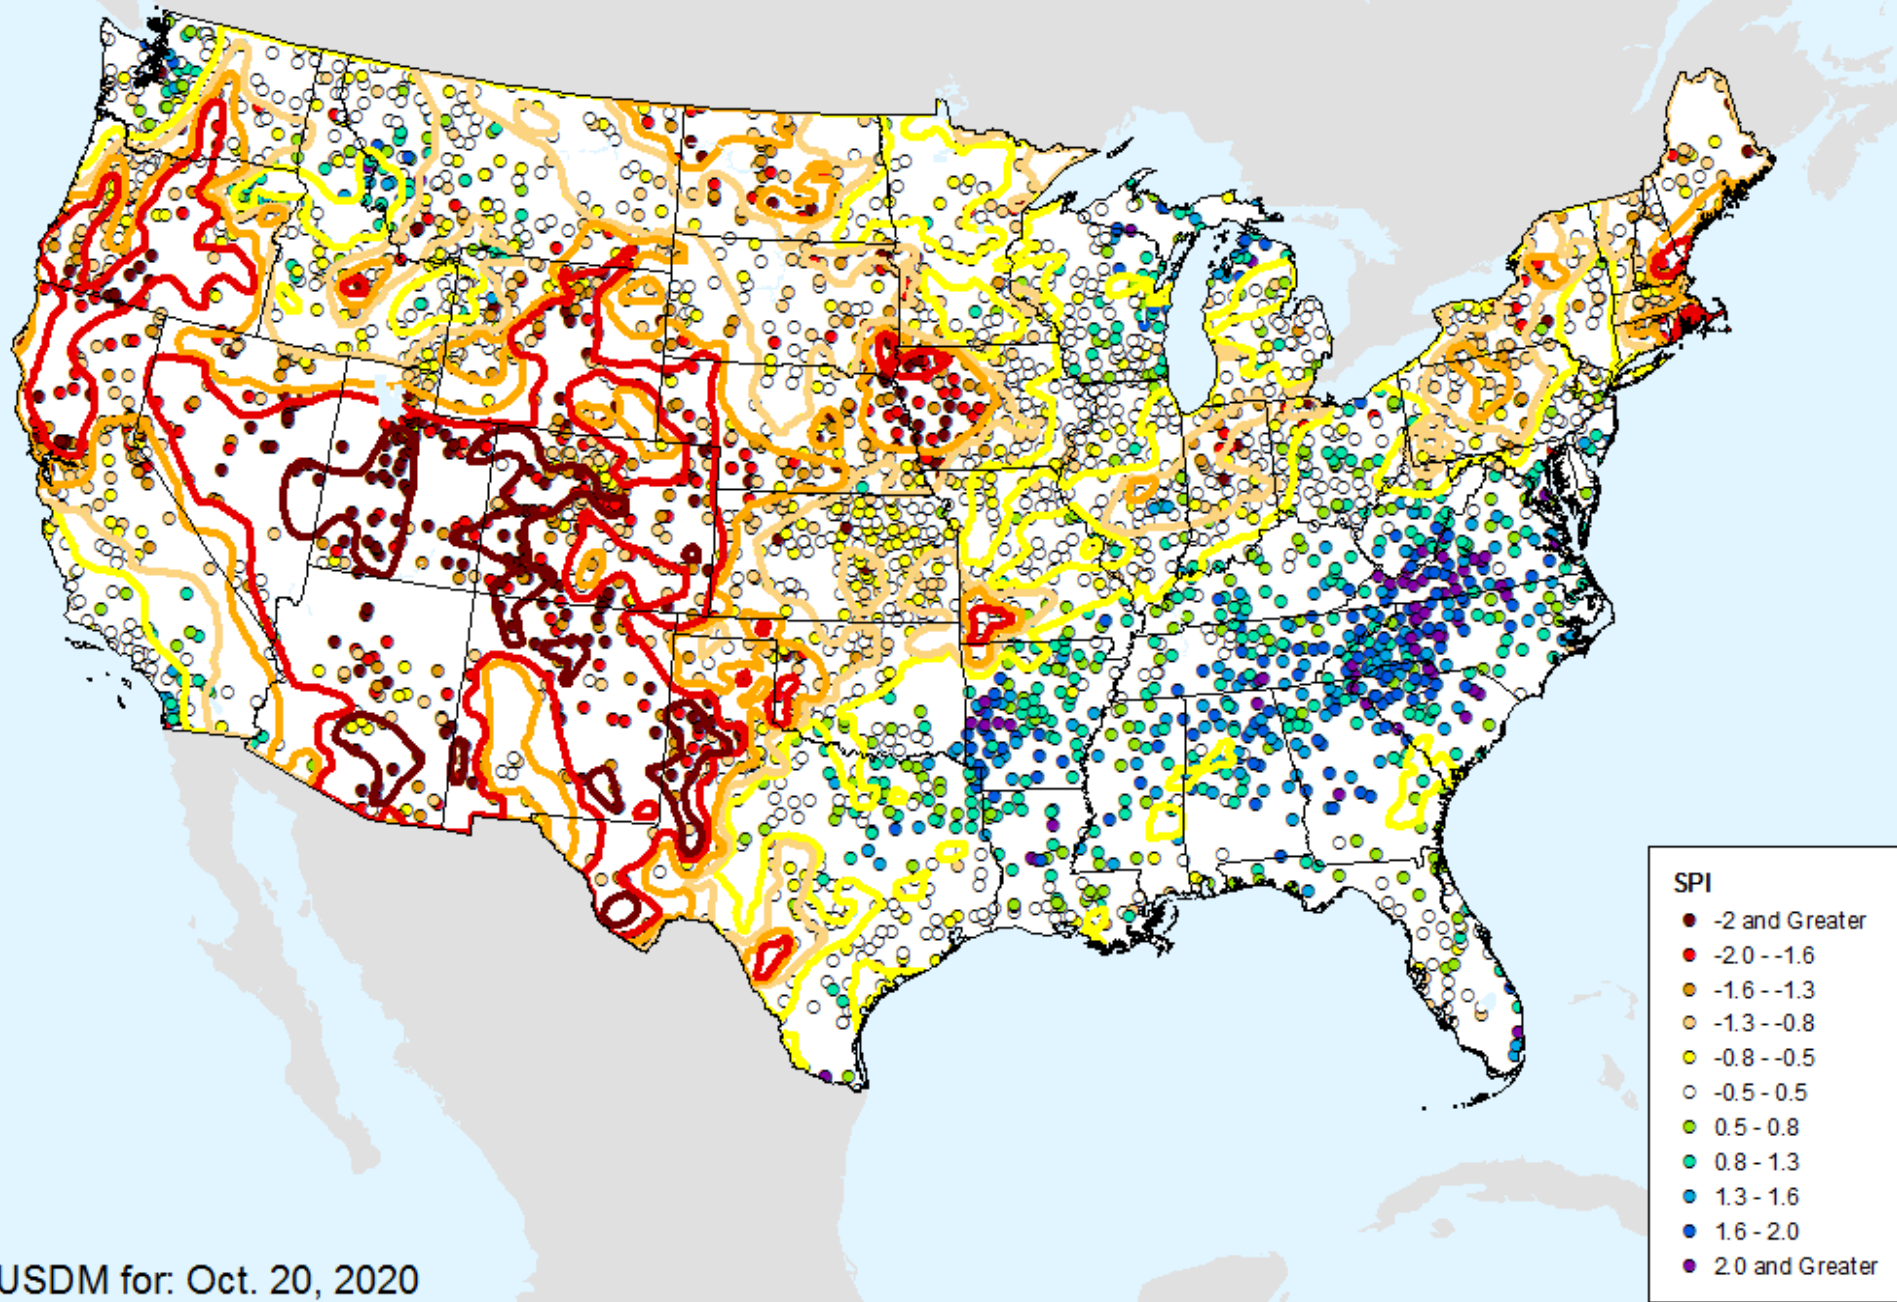 SPI
-2 and Greater
-2.0 - -1.6
-1.6 - -1.3
-1.3 - -0.8
-0.8 - -0.5
-0.5 - 0.5
0.5 - 0.8
0.8 - 1.3
1.3 - 1.6
1.6 - 2.0
2.0 and Greater
USDM for: Oct. 20, 2020